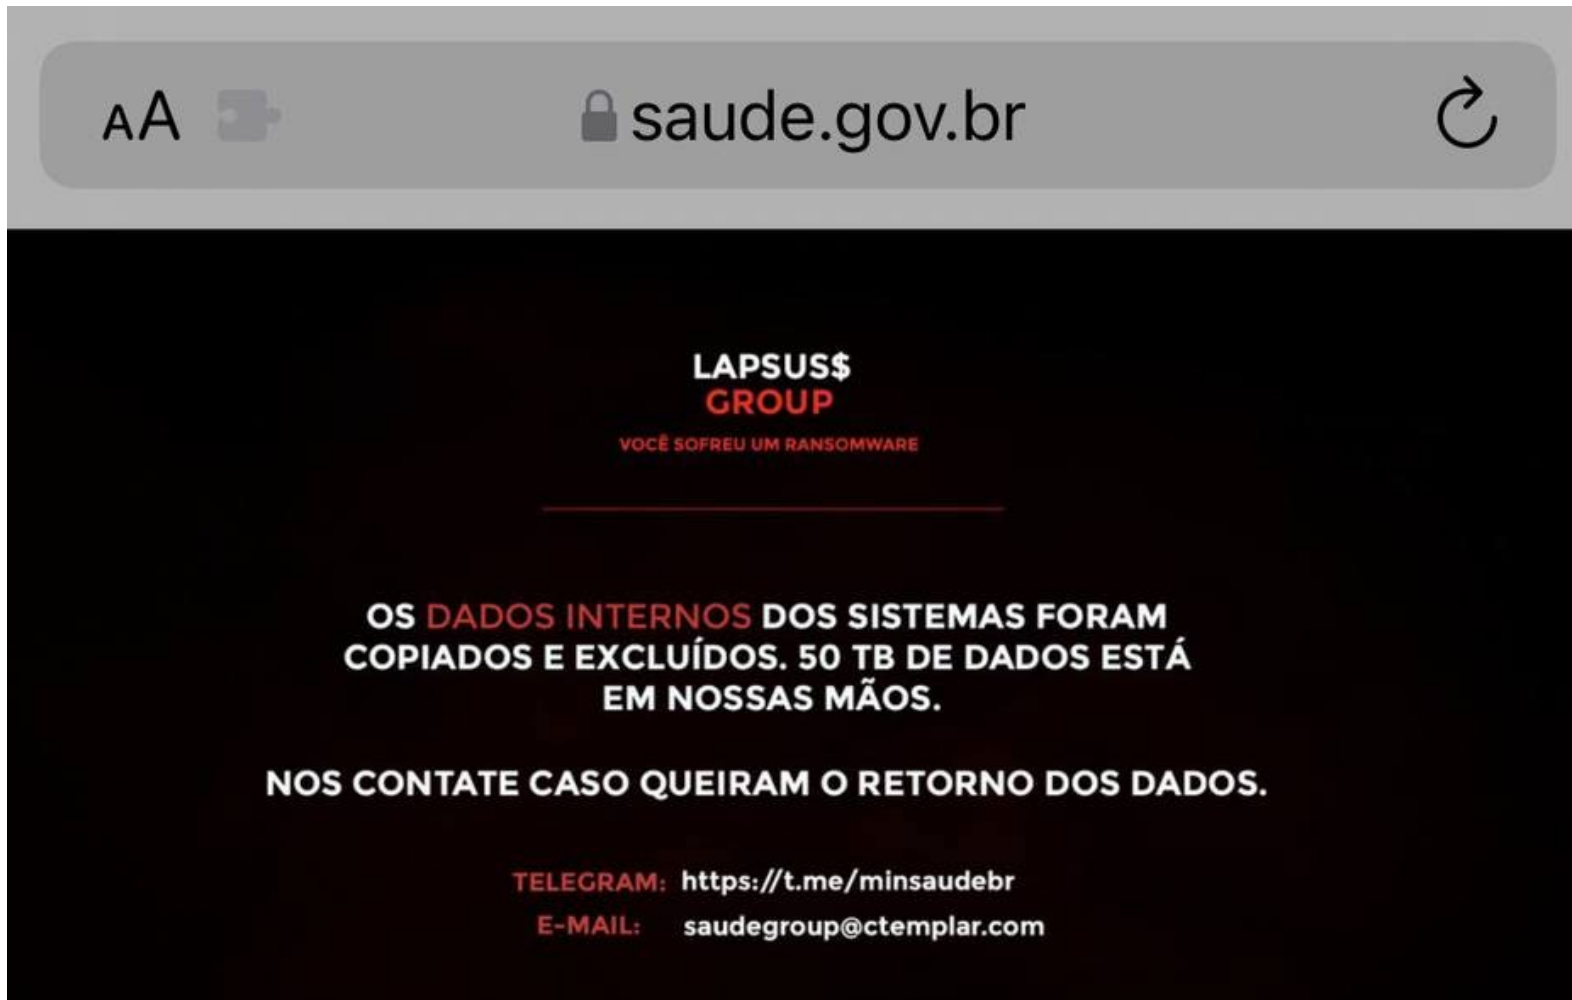 AA
saude.gov.br
LAPSUS$
GROUP
VOCÊ SOFREU UM RANSOMWARE
OS DADOS INTERNOS DOS SISTEMAS FORAM
COPIADOS E EXCLUÍDOS. 50 TB DE DADOS ESTÁ
EM NOSSAS MÃOS.
NOS CONTATE CASO QUEIRAM O RETORNO DOS DADOS.
TELEGRAM: https://t.me/minsaudebr
E-MAIL: saudegroup@ctemplar.com